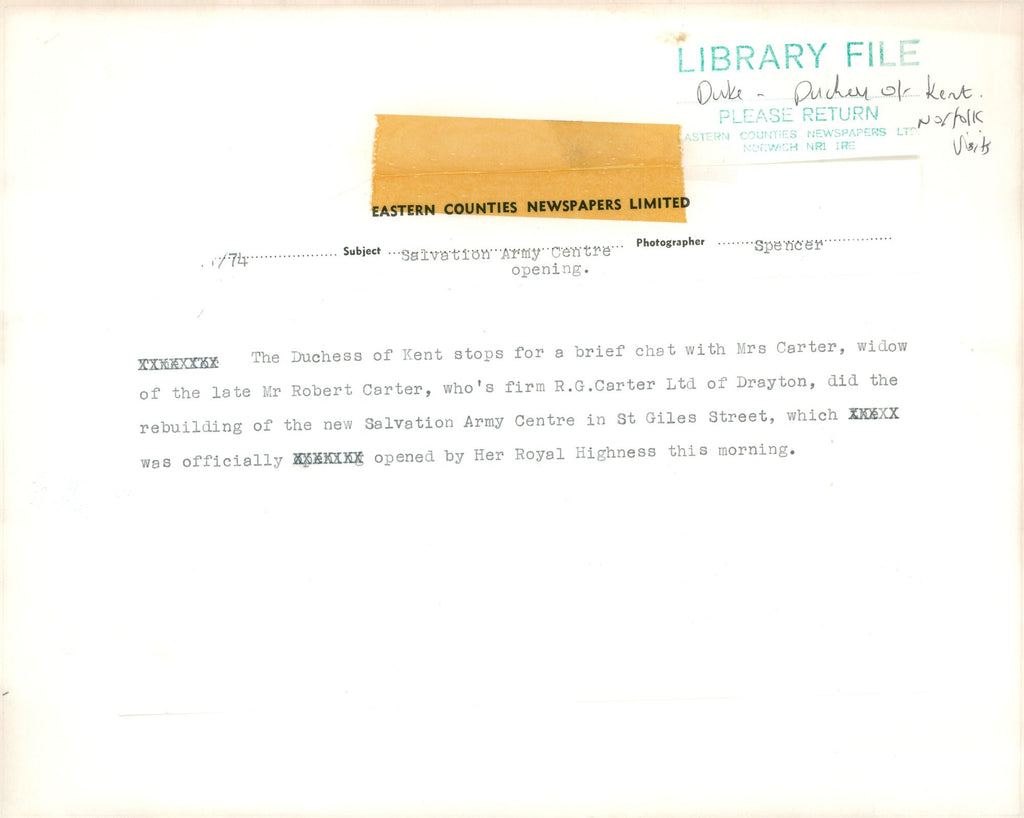 LIBRARY FILE
Duke - Duchess of Kent.
PLEASE RETURN
Norfolk
EASTERN COUNTIES NEWSPAPERS LTD
Visits
NORWICH NR1 1RE
EASTERN COUNTIES NEWSPAPERS LIMITED
/74 Subject Salvation Army Centre Photographer Spencer
opening.
The Duchess of Kent stops for a brief chat with Mrs Carter, widow
of the late Mr Robert Carter, who's firm R.G.Carter Ltd of Drayton, did the
rebuilding of the new Salvation Army Centre in St Giles Street, which
was officially opened by Her Royal Highness this morning.